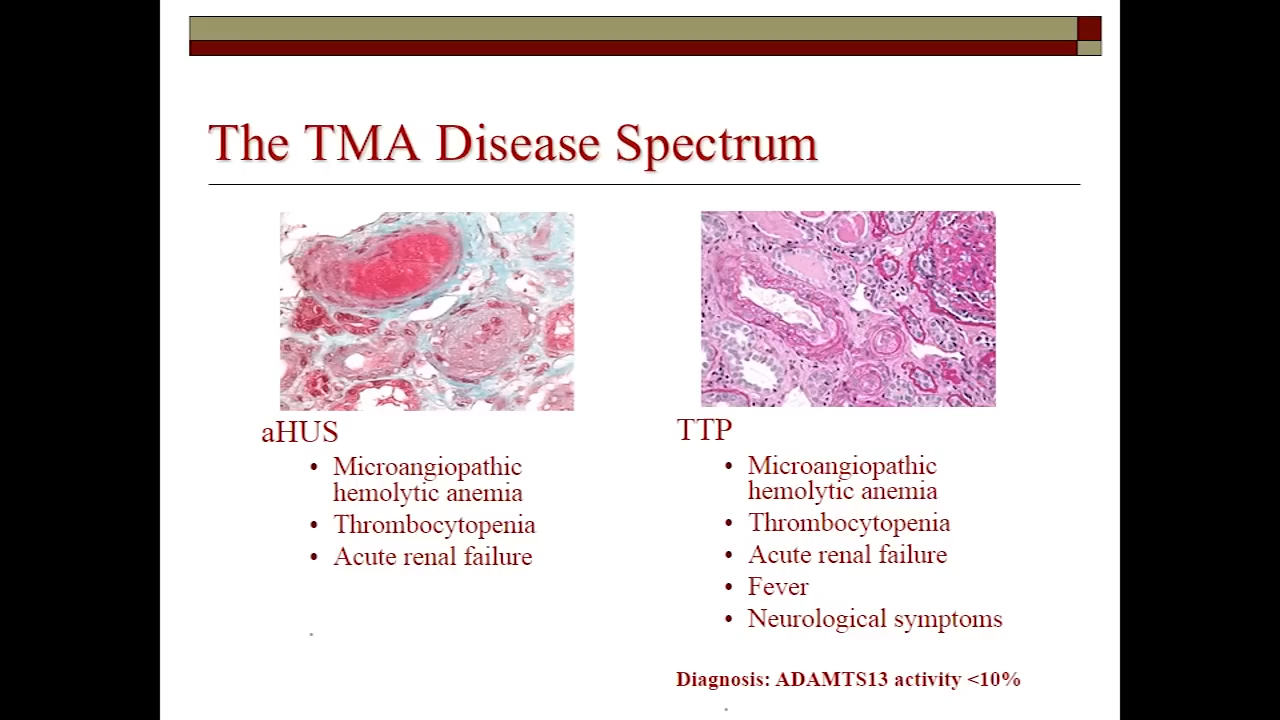 The TMA Disease Spectrum
aHUS
• Microangiopathic
hemolytic anemia
• Thrombocytopenia
• Acute renal failure
TTP
• Microangiopathic
hemolytic anemia
• Thrombocytopenia
• Acute renal failure
• Fever
• Neurological symptoms
Diagnosis: ADAMTS13 activity <10%